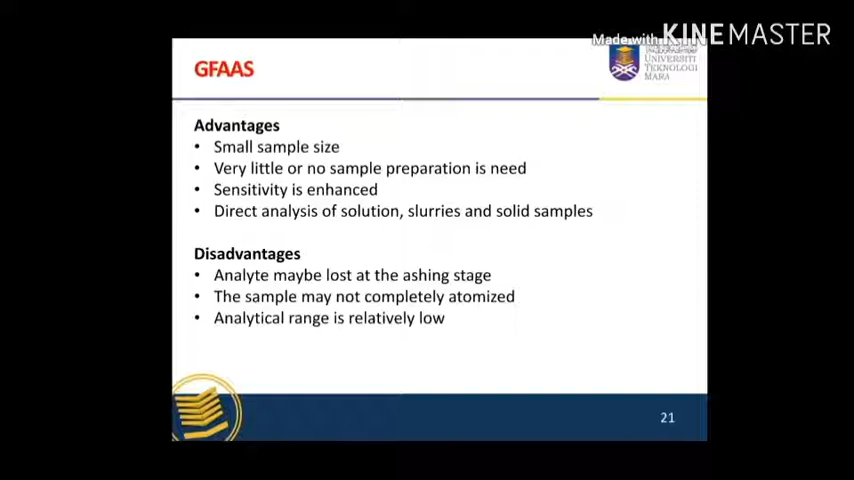 Made with KINEMASTER
UNIVERSITI
TEKNOLOGI
MARA
GFAAS
Advantages
• Small sample size
• Very little or no sample preparation is need
• Sensitivity is enhanced
• Direct analysis of solution, slurries and solid samples
Disadvantages
• Analyte maybe lost at the ashing stage
• The sample may not completely atomized
• Analytical range is relatively low
21